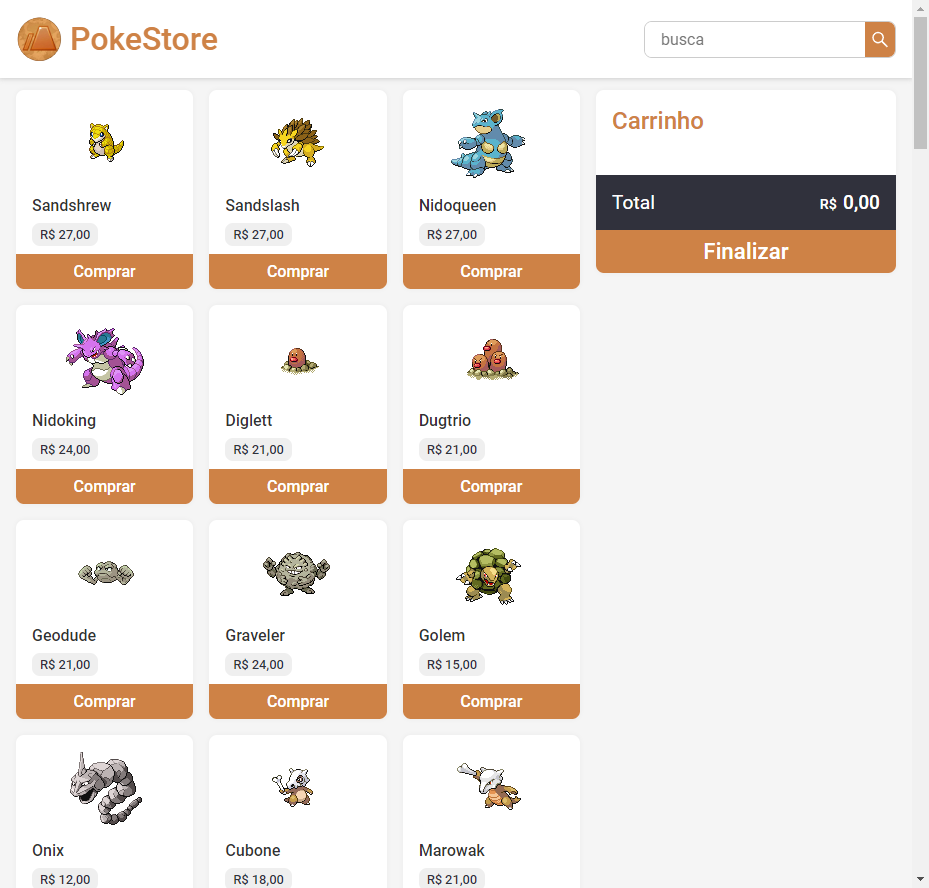 PokeStore
busca
Sandshrew
R$ 27,00
Comprar
Sandslash
R$ 27,00
Comprar
Nidoqueen
R$ 27,00
Comprar
Carrinho
Total
R$ 0,00
Finalizar
Nidoking
R$ 24,00
Comprar
Diglett
R$ 21,00
Comprar
Dugtrio
R$ 21,00
Comprar
Geodude
R$ 21,00
Comprar
Graveler
R$ 24,00
Comprar
Golem
R$ 15,00
Comprar
Onix
R$ 12,00
Cubone
R$ 18,00
Marowak
R$ 21,00